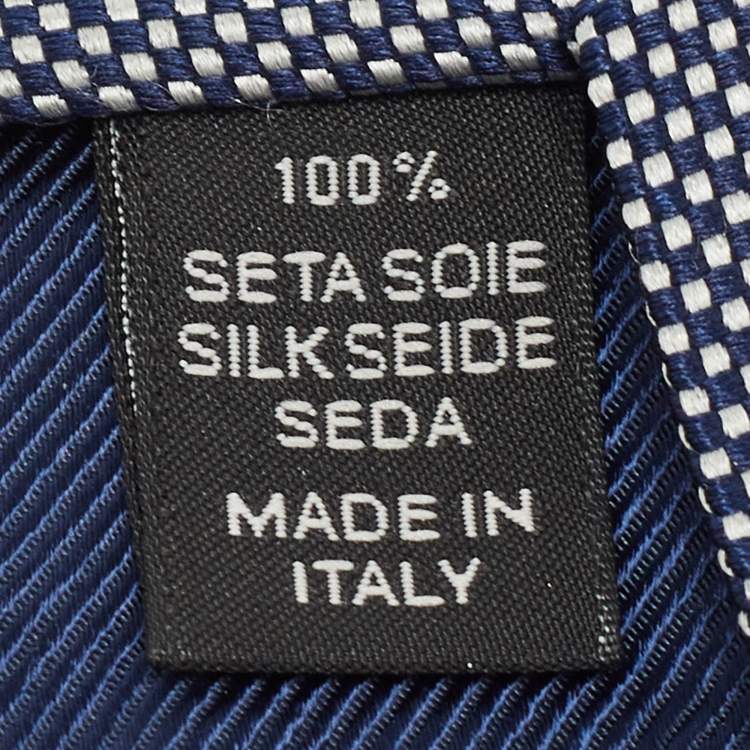 100%
SETA SOIE
SILK SEIDE
SEDA
MADE IN
ITALY